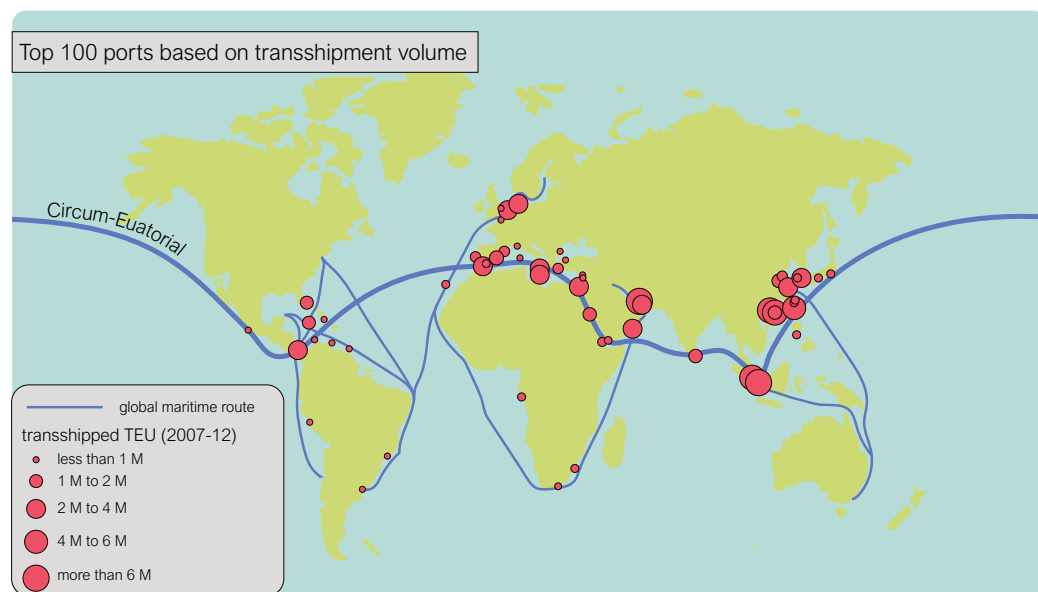 Top 100 ports based on transshipment volume
Circum-Euatorial
global maritime route
transshipped TEU (2007-12)
less than 1 M
1 M to 2 M
2 M to 4 M
4 M to 6 M
more than 6 M